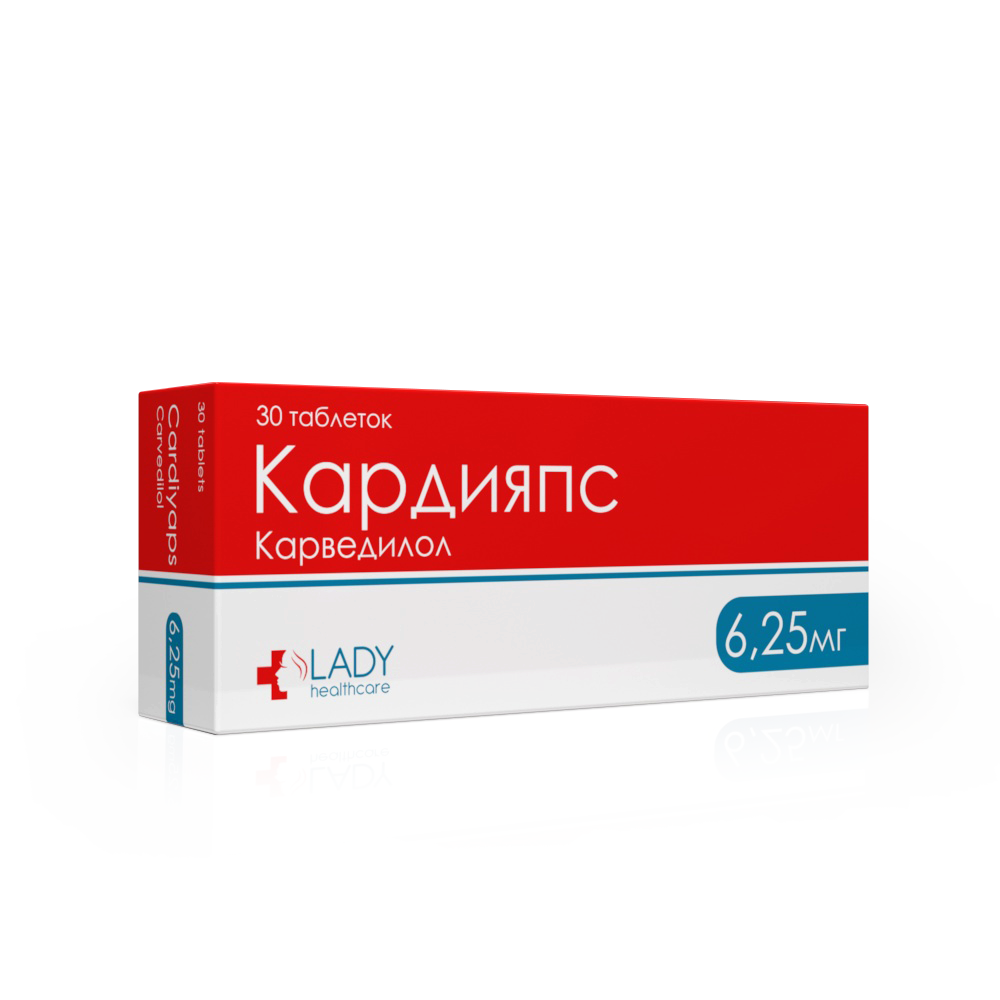 30 таблеток
Кардияпс
Карведилол
6,25мг
LADY
healthcare
30 tablets
Cardiyaps
Carvedilol
6,25mg